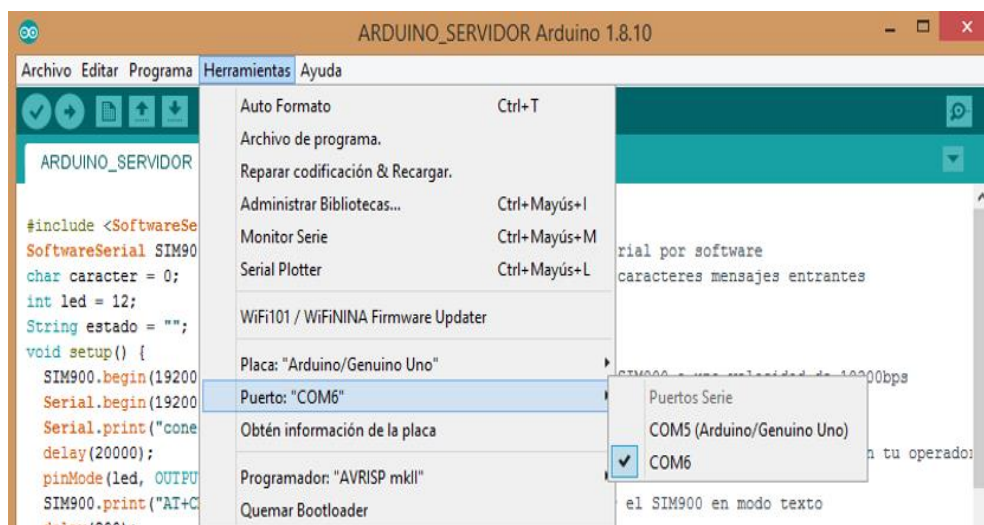 ARDUINO_SERVIDOR Arduino 1.8.10
Archivo Editar Programa Herramientas Ayuda
ARDUINO_SERVIDOR
Auto Formato Ctrl+T
Archivo de programa.
Reparar codificación & Recargar.
Administrar Bibliotecas... Ctrl+Mayús+I
Monitor Serie Ctrl+Mayús+M
Serial Plotter Ctrl+Mayús+L
WiFi101 / WiFiNINA Firmware Updater
Placa: "Arduino/Genuino Uno"
Puerto: "COM6"
Obtén información de la placa
Programador: "AVRISP mkII"
Quemar Bootloader
Puertos Serie
COM5 (Arduino/Genuino Uno)
COM6
#include <SoftwareSe
SoftwareSerial SIM90 rial por software
char caracter = 0; caracteres mensajes entrantes
int led = 12;
String estado = "";
void setup() {
SIM900.begin(19200
Serial.begin(19200
Serial.print("cone
delay(20000); n tu operador
pinMode(led, OUTPU
SIM900.print("AT+C el SIM900 en modo texto